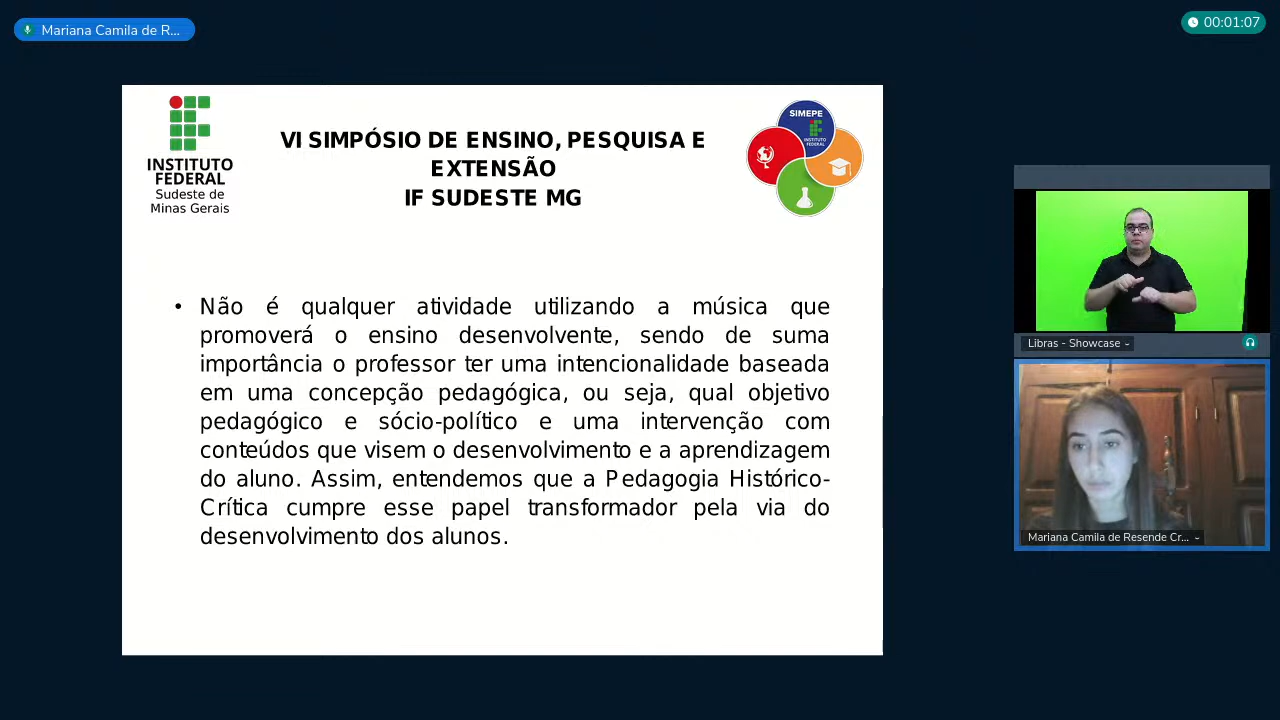 Mariana Camila de R...
00:01:07
INSTITUTO
FEDERAL
Sudeste de
Minas Gerais
VI SIMPÓSIO DE ENSINO, PESQUISA E
EXTENSÃO
IF SUDESTE MG
SIMEPE
INSTITUTO
FEDERAL
• Não é qualquer atividade utilizando a música que
promoverá o ensino desenvolvente, sendo de suma
importância o professor ter uma intencionalidade baseada
em uma concepção pedagógica, ou seja, qual objetivo
pedagógico e sócio-político e uma intervenção com
conteúdos que visem o desenvolvimento e a aprendizagem
do aluno. Assim, entendemos que a Pedagogia Histórico-
Crítica cumpre esse papel transformador pela via do
desenvolvimento dos alunos.
Libras - Showcase
Mariana Camila de Resende Cr...